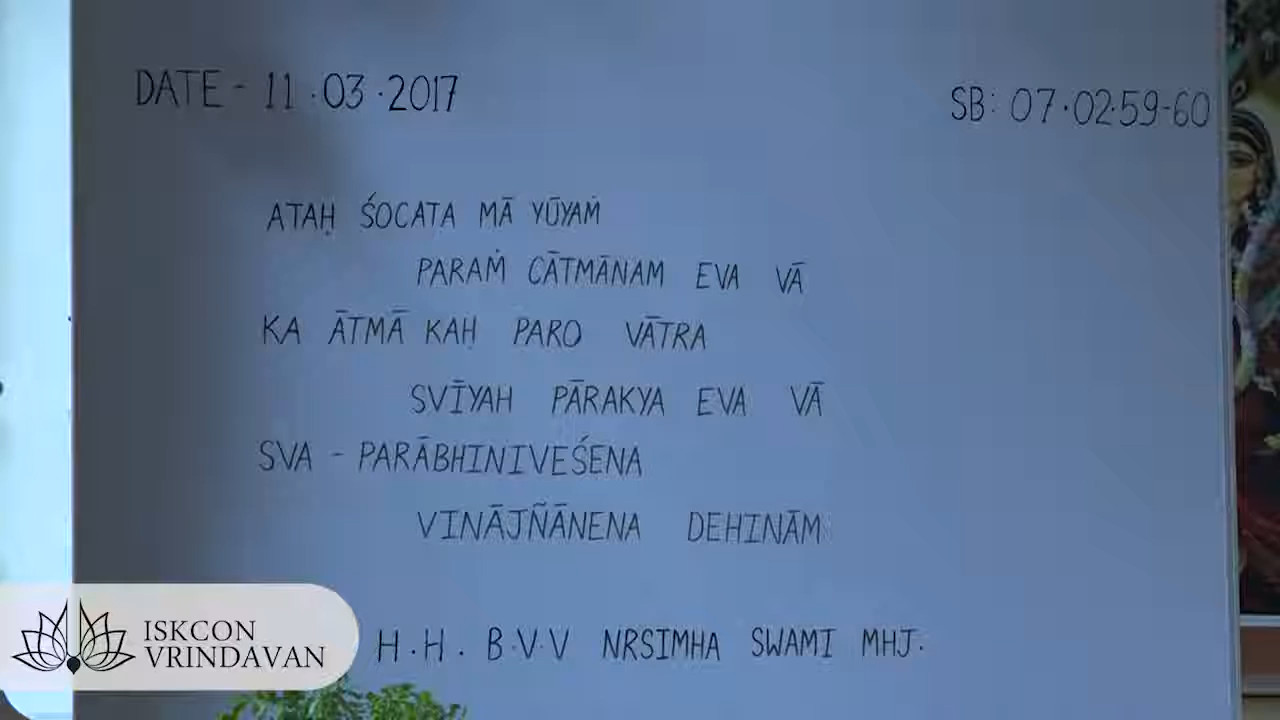 DATE - 11.03.2017
SB: 07.02.59-60
ATAḤ ŚOCATA MĀ YŪYAṀ
PARAṀ CĀTMĀNAM EVA VĀ
KA ĀTMĀ KAḤ PARO VĀTRA
SVĪYAH PĀRAKYA EVA VĀ
SVA - PARĀBHINIVEŚENA
VINĀJÑĀNENA DEHINĀM
H.H. B.V.V NRSIMHA SWAMI MHJ.
ISKCON
VRINDAVAN